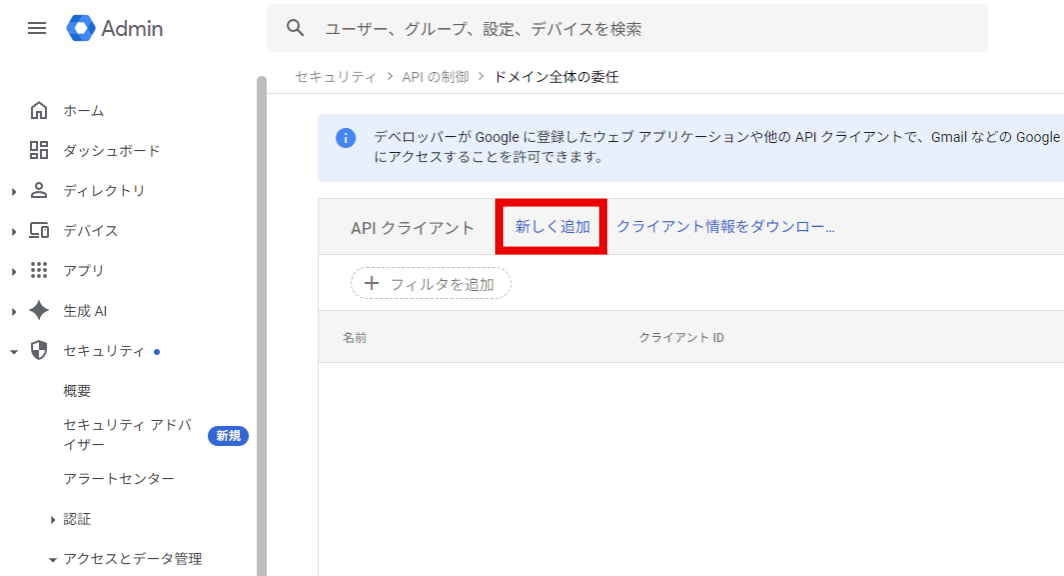 Admin
ユーザー、グループ、設定、デバイスを検索
セキュリティ > API の制御 > ドメイン全体の委任
ホーム
ダッシュボード
ディレクトリ
デバイス
アプリ
生成 AI
セキュリティ
概要
セキュリティ アドバ
イザー
新規
アラートセンター
認証
アクセスとデータ管理
デベロッパーが Google に登録したウェブ アプリケーションや他の API クライアントで、Gmail などの Google
にアクセスすることを許可できます。
API クライアント 新しく追加 クライアント情報をダウンロー...
+ フィルタを追加
名前 クライアント ID